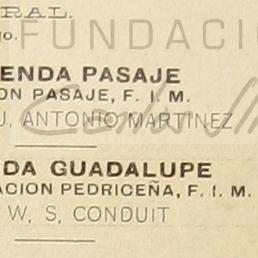 RAL.
o.
FUNDACI
ENDA PASAJE
ON PASAJE, F. I. M.
J, ANTONIO MARTINEZ
DA GUADALUPE
ACION PEDRICEÑA, F. I. M.
W, S, CONDUIT